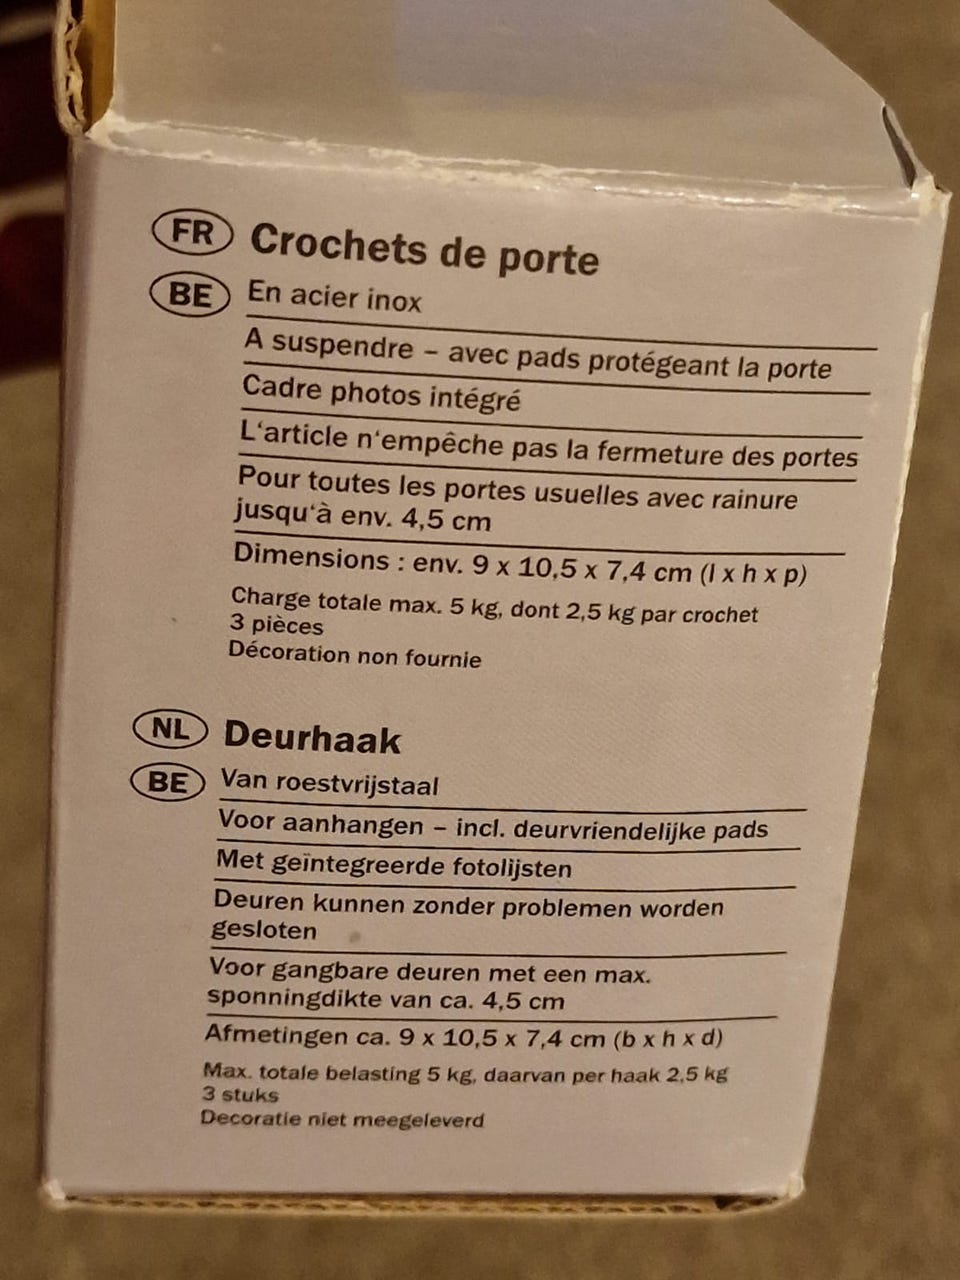 FR Crochets de porte
BE En acier inox
A suspendre – avec pads protégeant la porte
Cadre photos intégré
L‘article n‘empêche pas la fermeture des portes
Pour toutes les portes usuelles avec rainure
jusqu‘à env. 4,5 cm
Dimensions : env. 9 x 10,5 x 7,4 cm (l x h x p)
Charge totale max. 5 kg, dont 2,5 kg par crochet
3 pièces
Décoration non fournie
NL Deurhaak
BE Van roestvrijstaal
Voor aanhangen – incl. deurvriendelijke pads
Met geïntegreerde fotolijsten
Deuren kunnen zonder problemen worden
gesloten
Voor gangbare deuren met een max.
sponningdikte van ca. 4,5 cm
Afmetingen ca. 9 x 10,5 x 7,4 cm (b x h x d)
Max. totale belasting 5 kg, daarvan per haak 2,5 kg
3 stuks
Decoratie niet meegeleverd